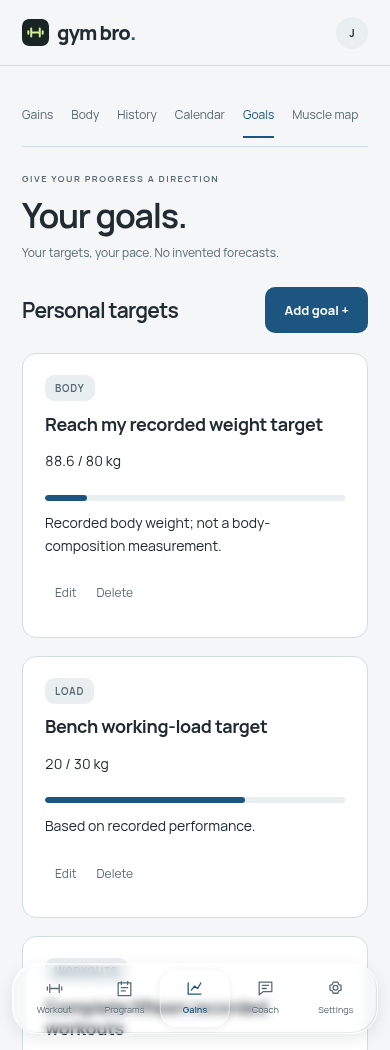 gym bro.
J
Gains Body History Calendar Goals Muscle map
GIVE YOUR PROGRESS A DIRECTION
Your goals.
Your targets, your pace. No invented forecasts.
Personal targets
Add goal +
BODY
Reach my recorded weight target
88.6 / 80 kg
Recorded body weight; not a body-
composition measurement.
Edit Delete
LOAD
Bench working-load target
20 / 30 kg
Based on recorded performance.
Edit Delete
Workout Programs Gains Coach Settings
workouts